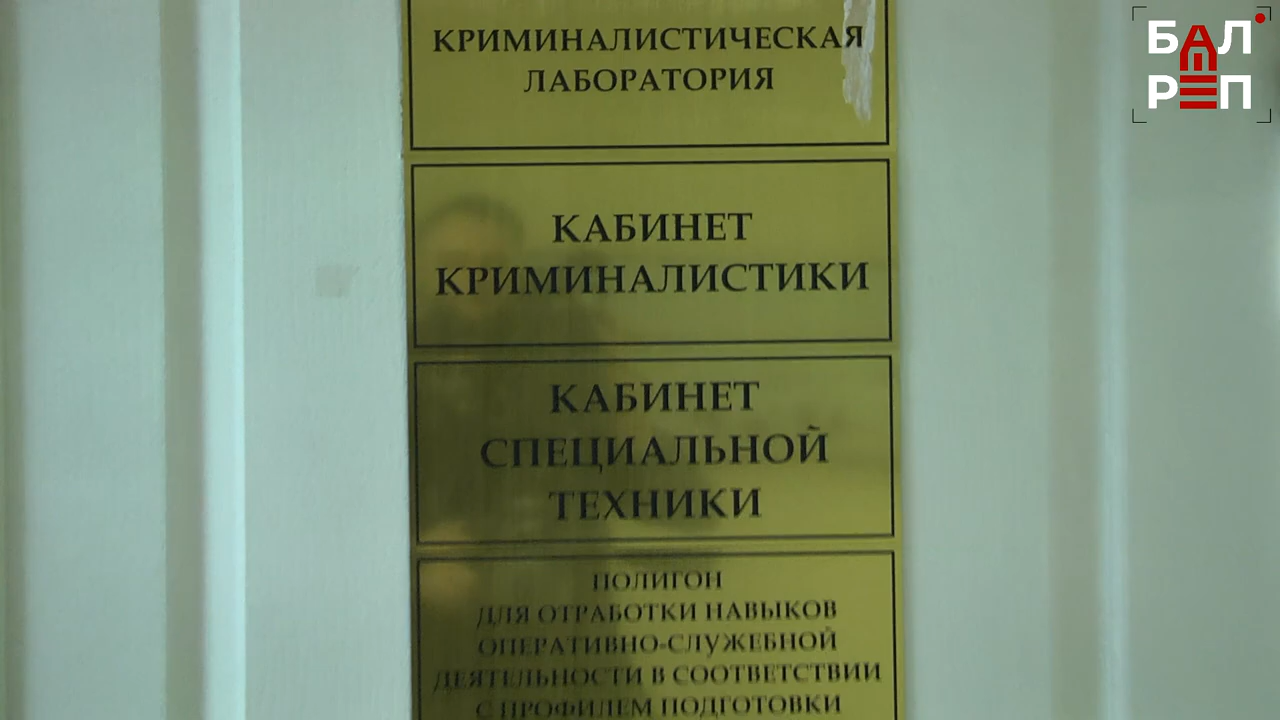 КРИМИНАЛИСТИЧЕСКАЯ
ЛАБОРАТОРИЯ
КАБИНЕТ
КРИМИНАЛИСТИКИ
КАБИНЕТ
СПЕЦИАЛЬНОЙ
ТЕХНИКИ
ПОЛИГОН
ДЛЯ ОТРАБОТКИ НАВЫКОВ
ОПЕРАТИВНО-СЛУЖЕБНОЙ
ДЕЯТЕЛЬНОСТИ В СООТВЕТСТВИИ
С ПРОФИЛЕМ ПОДГОТОВКИ
БАЛ
РЕП